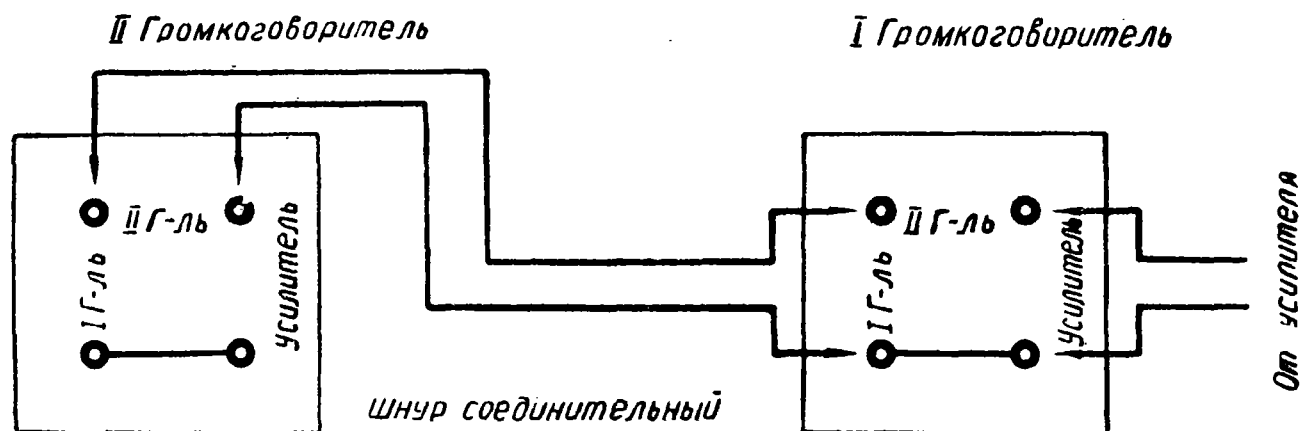 II Громкоговоритель
I Громкоговоритель
II Г-ль
I Г-ль
Усилитель
II Г-ль
I Г-ль
Усилитель
От усилителя
Шнур соединительный